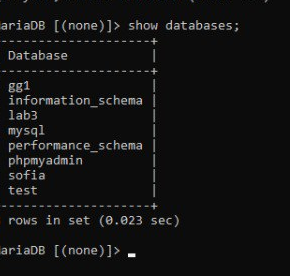 ariaDB [(none)]> show databases;
--------------------+
Database |
--------------------+
gg1 |
information_schema |
lab3 |
mysql |
performance_schema |
phpmyadmin |
sofia |
test |
--------------------+
rows in set (0.023 sec)
ariaDB [(none)]> _